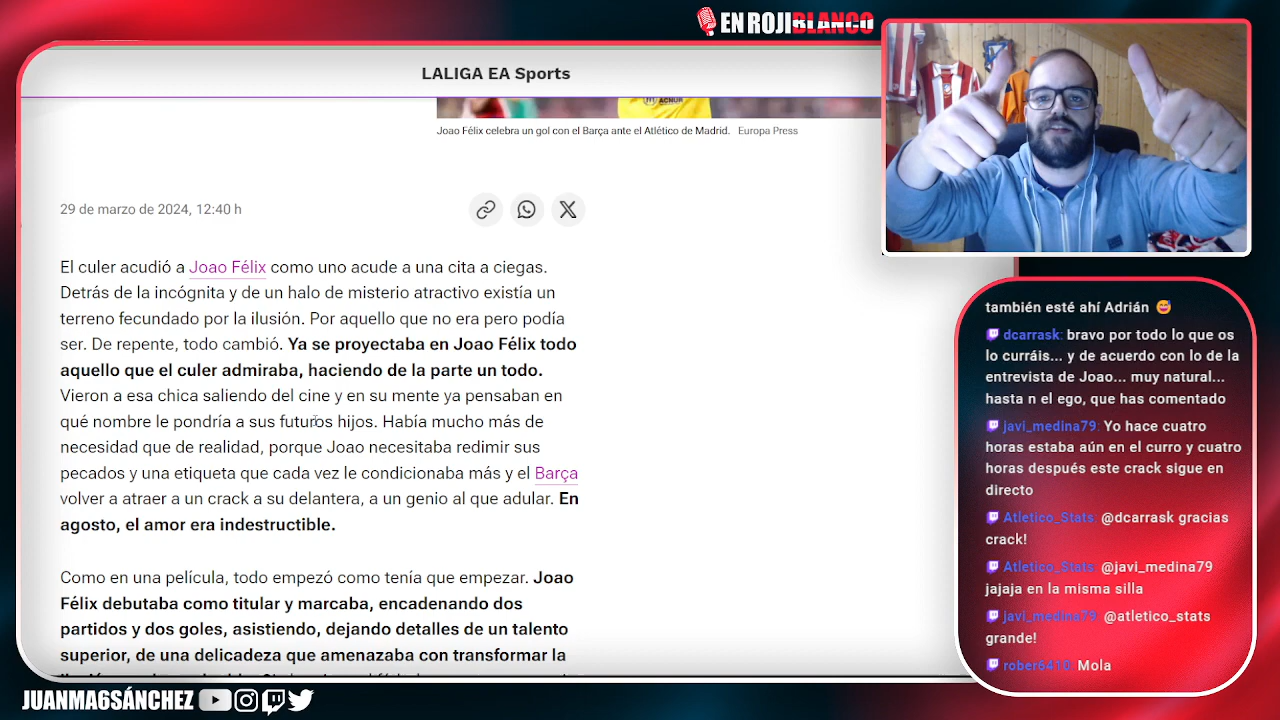 EN ROJIBLANCO
LALIGA EA Sports
ACNUR
Joao Félix celebra un gol con el Barça ante el Atlético de Madrid. Europa Press
29 de marzo de 2024, 12:40 h
El culer acudió a Joao Félix como uno acude a una cita a ciegas.
Detrás de la incógnita y de un halo de misterio atractivo existía un
terreno fecundado por la ilusión. Por aquello que no era pero podía
ser. De repente, todo cambió. Ya se proyectaba en Joao Félix todo
aquello que el culer admiraba, haciendo de la parte un todo.
Vieron a esa chica saliendo del cine y en su mente ya pensaban en
qué nombre le pondría a sus futuros hijos. Había mucho más de
necesidad que de realidad, porque Joao necesitaba redimir sus
pecados y una etiqueta que cada vez le condicionaba más y el Barça
volver a atraer a un crack a su delantera, a un genio al que adular. En
agosto, el amor era indestructible.
Como en una película, todo empezó como tenía que empezar. Joao
Félix debutaba como titular y marcaba, encadenando dos
partidos y dos goles, asistiendo, dejando detalles de un talento
superior, de una delicadeza que amenazaba con transformar la
también esté ahí Adrián
dcarrask: bravo por todo lo que os
lo curráis... y de acuerdo con lo de la
entrevista de Joao... muy natural...
hasta n el ego, que has comentado
javi_medina79: Yo hace cuatro
horas estaba aún en el curro y cuatro
horas después este crack sigue en
directo
Atletico_Stats: @dcarrask gracias
crack!
Atletico_Stats: @javi_medina79
jajaja en la misma silla
javi_medina79: @atletico_stats
grande!
rober6410: Mola
JUANMA6SÁNCHEZ